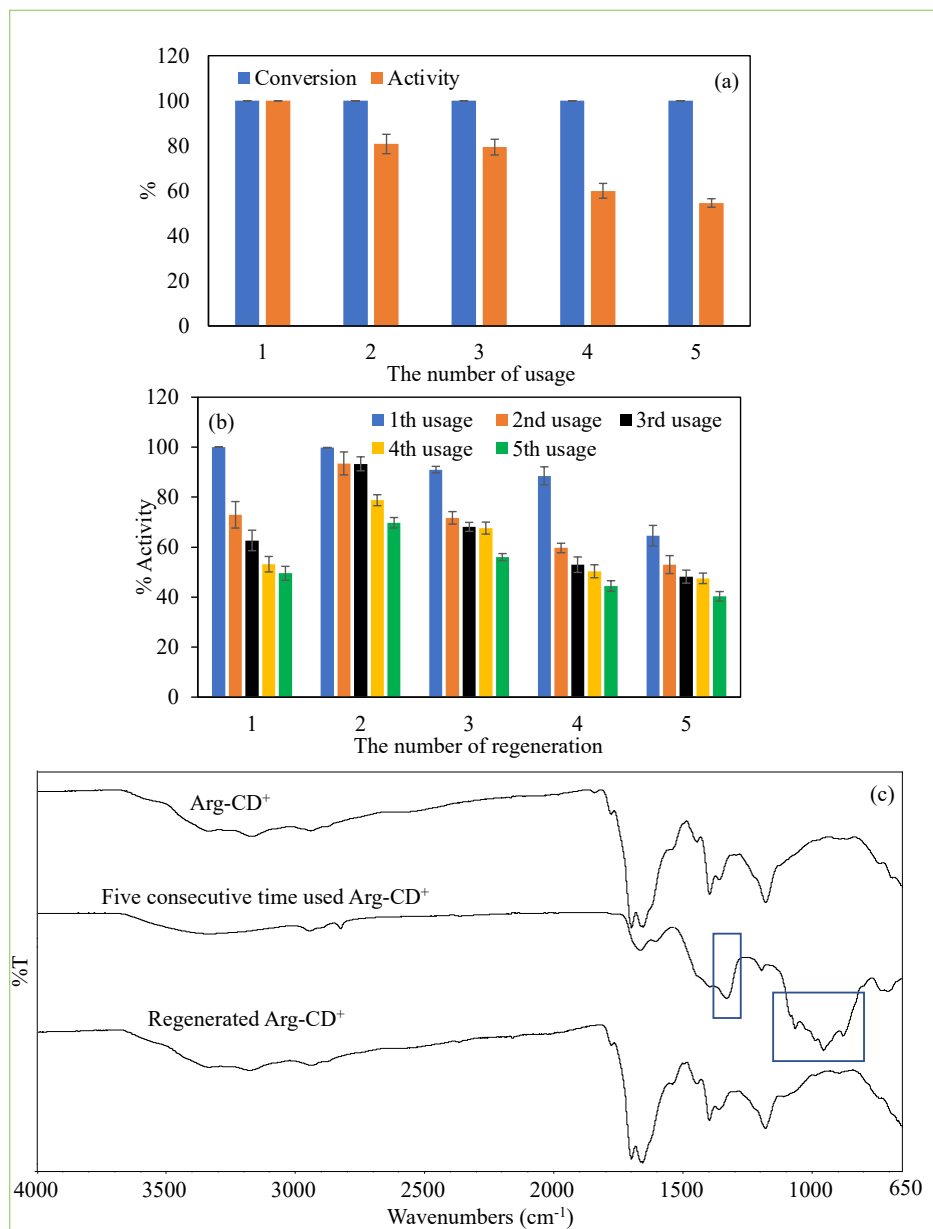 120
Conversion Activity (a)
100
80
60
40
20
0
%
1 2 3 4 5
The number of usage
120
(b) 1th usage 2nd usage 3rd usage
4th usage 5th usage
100
80
60
40
20
0
% Activity
1 2 3 4 5
The number of regeneration
(c)
Arg-CD⁺
Five consecutive time used Arg-CD⁺
Regenerated Arg-CD⁺
%T
4000 3500 3000 2500 2000 1500 1000 650
Wavenumbers (cm⁻¹)